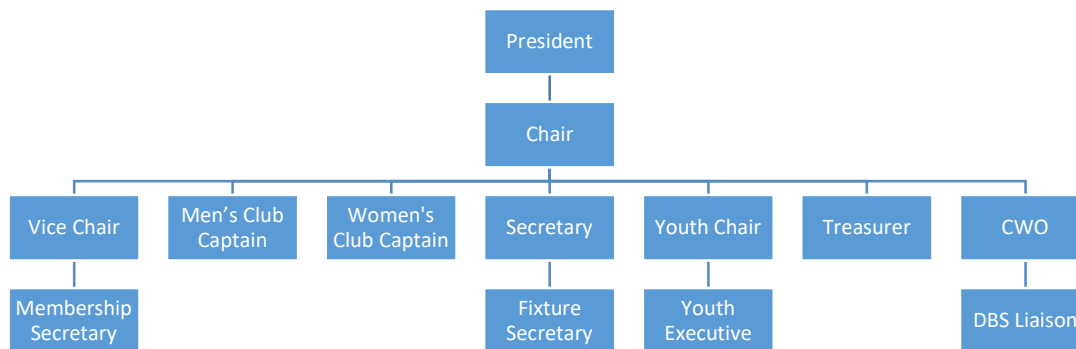 President
Chair
Vice Chair
Men’s Club
Captain
Women's
Club Captain
Secretary
Youth Chair
Treasurer
CWO
Membership
Secretary
Fixture
Secretary
Youth
Executive
DBS Liaison